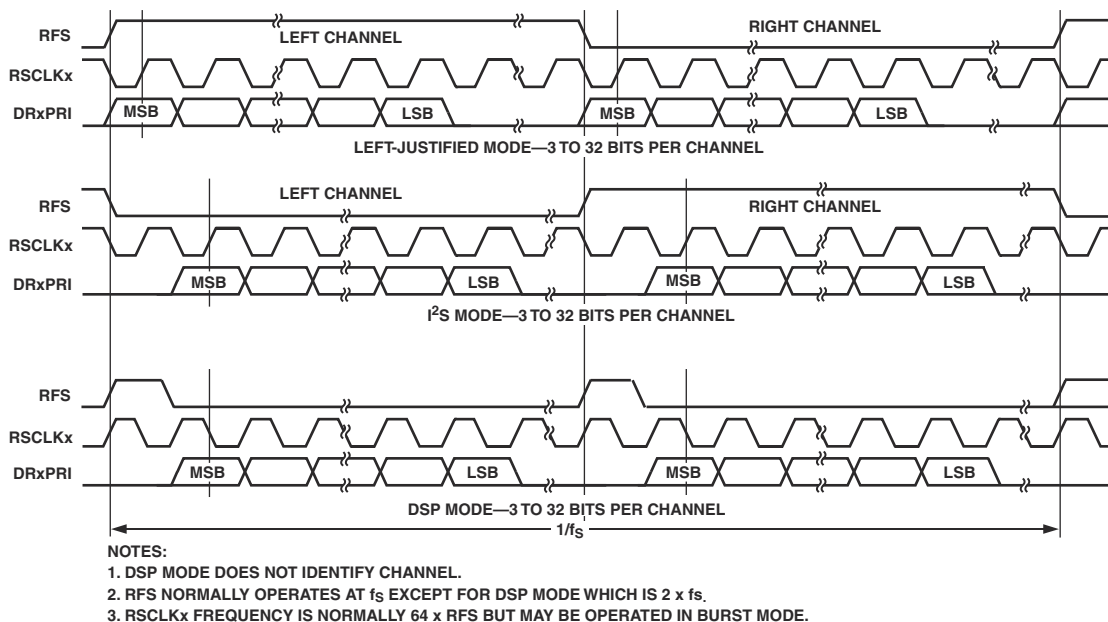 RFS
LEFT CHANNEL
RIGHT CHANNEL
RSCLKx
DRxPRI
MSB
LSB
MSB
LSB
LEFT-JUSTIFIED MODE—3 TO 32 BITS PER CHANNEL
RFS
LEFT CHANNEL
RIGHT CHANNEL
RSCLKx
DRxPRI
MSB
LSB
MSB
LSB
I²S MODE—3 TO 32 BITS PER CHANNEL
RFS
RSCLKx
DRxPRI
MSB
LSB
MSB
LSB
DSP MODE—3 TO 32 BITS PER CHANNEL
1/fS
NOTES:
1. DSP MODE DOES NOT IDENTIFY CHANNEL.
2. RFS NORMALLY OPERATES AT fS EXCEPT FOR DSP MODE WHICH IS 2 x fs.
3. RSCLKx FREQUENCY IS NORMALLY 64 x RFS BUT MAY BE OPERATED IN BURST MODE.